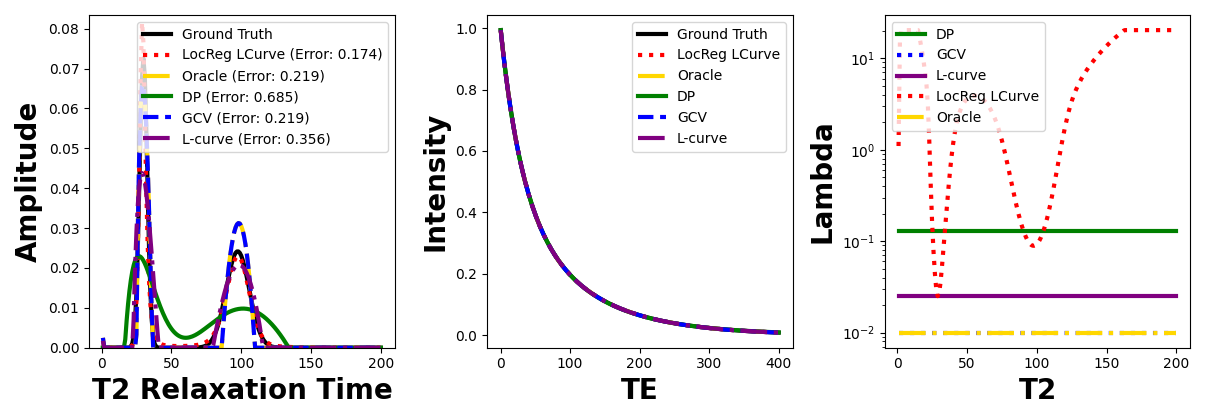 0.08
0.07
0.06
0.05
0.04
0.03
0.02
0.01
0.00
0
50
100
150
200
Amplitude
T2 Relaxation Time
Ground Truth
LocReg LCurve (Error: 0.174)
Oracle (Error: 0.219)
DP (Error: 0.685)
GCV (Error: 0.219)
L-curve (Error: 0.356)
1.0
0.8
0.6
0.4
0.2
0.0
0
100
200
300
400
Intensity
TE
Ground Truth
LocReg LCurve
Oracle
DP
GCV
L-curve
10¹
10⁰
10⁻¹
10⁻²
0
50
100
150
200
Lambda
T2
DP
GCV
L-curve
LocReg LCurve
Oracle